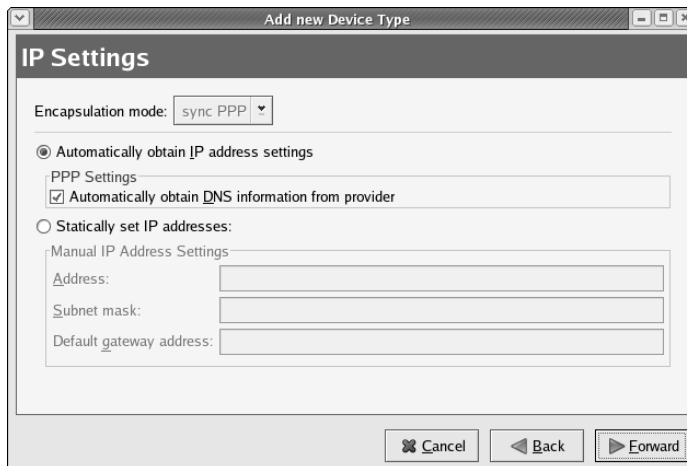 Add new Device Type
IP Settings
Encapsulation mode: sync PPP
Automatically obtain IP address settings
PPP Settings
Automatically obtain DNS information from provider
Statically set IP addresses:
Manual IP Address Settings
Address:
Subnet mask:
Default gateway address:
Cancel Back Forward